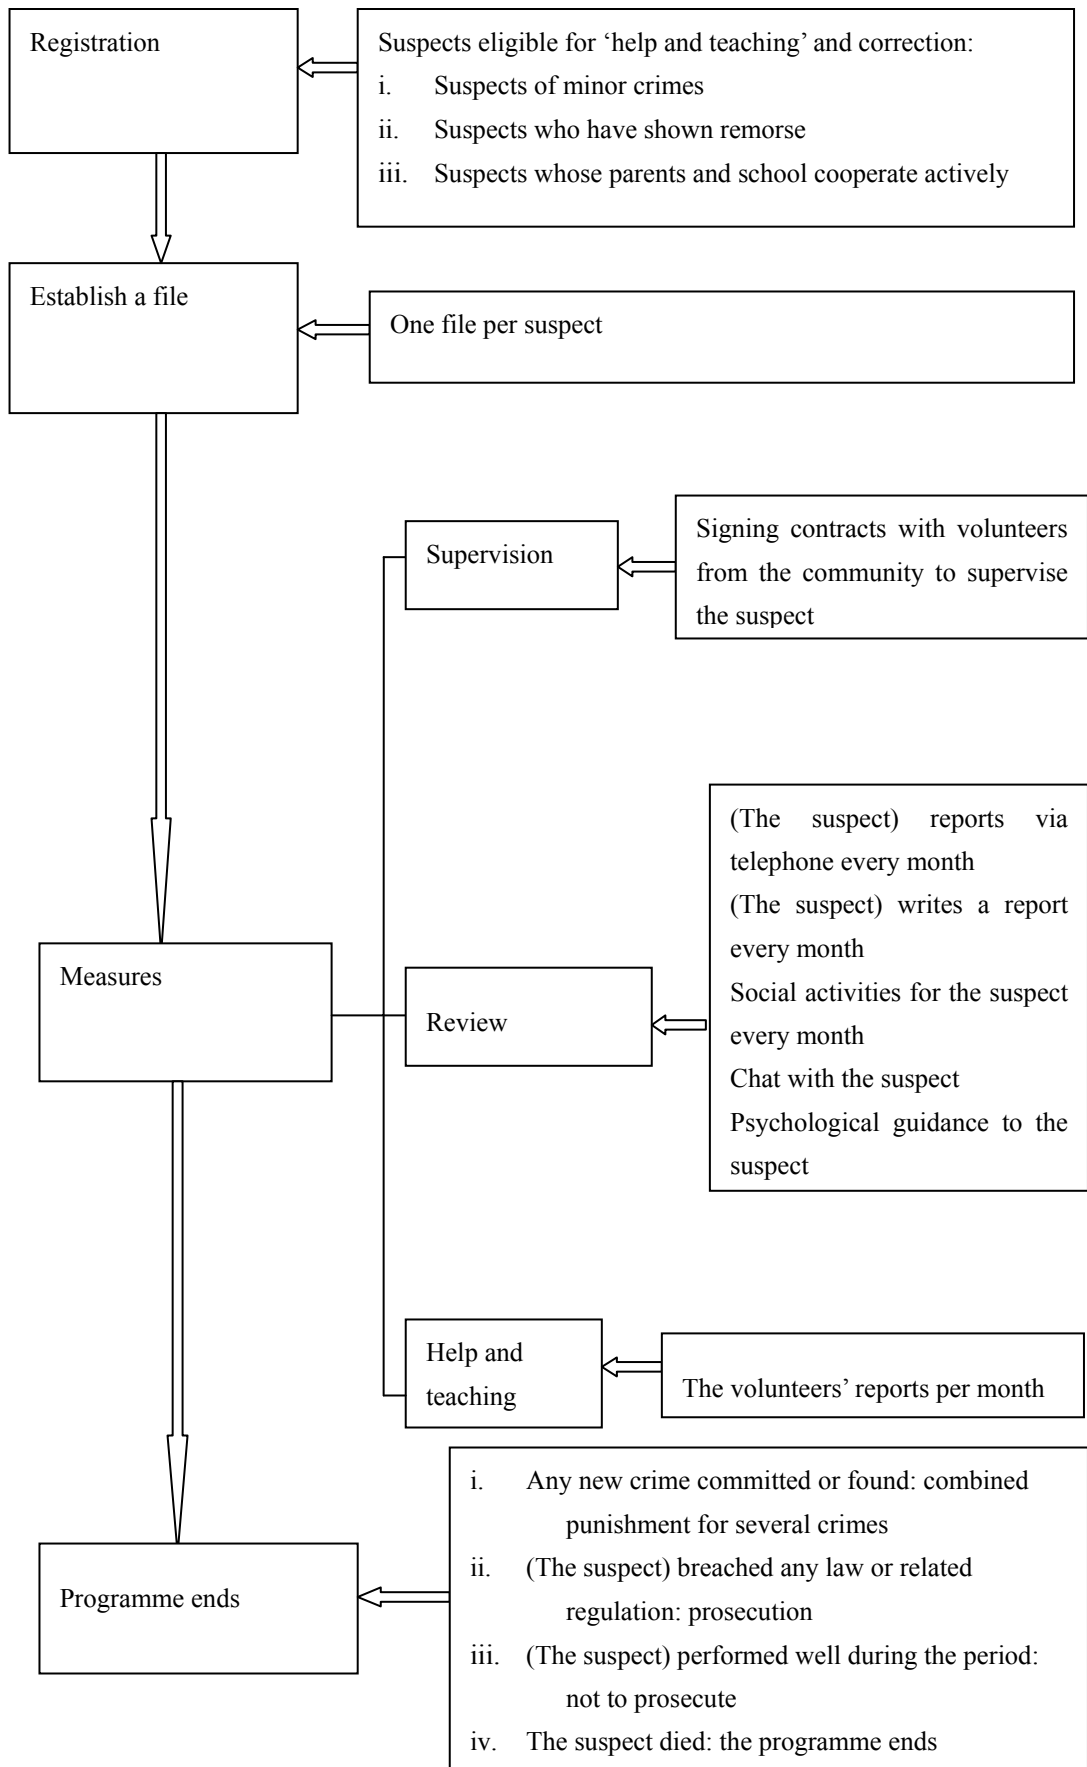 Registration
Suspects eligible for ‘help and teaching’ and correction:
i. Suspects of minor crimes
ii. Suspects who have shown remorse
iii. Suspects whose parents and school cooperate actively
Establish a file
One file per suspect
Supervision
Signing contracts with volunteers
from the community to supervise
the suspect
Measures
Review
(The suspect) reports via
telephone every month
(The suspect) writes a report
every month
Social activities for the suspect
every month
Chat with the suspect
Psychological guidance to the
suspect
Help and
teaching
The volunteers’ reports per month
Programme ends
i. Any new crime committed or found: combined
punishment for several crimes
ii. (The suspect) breached any law or related
regulation: prosecution
iii. (The suspect) performed well during the period:
not to prosecute
iv. The suspect died: the programme ends